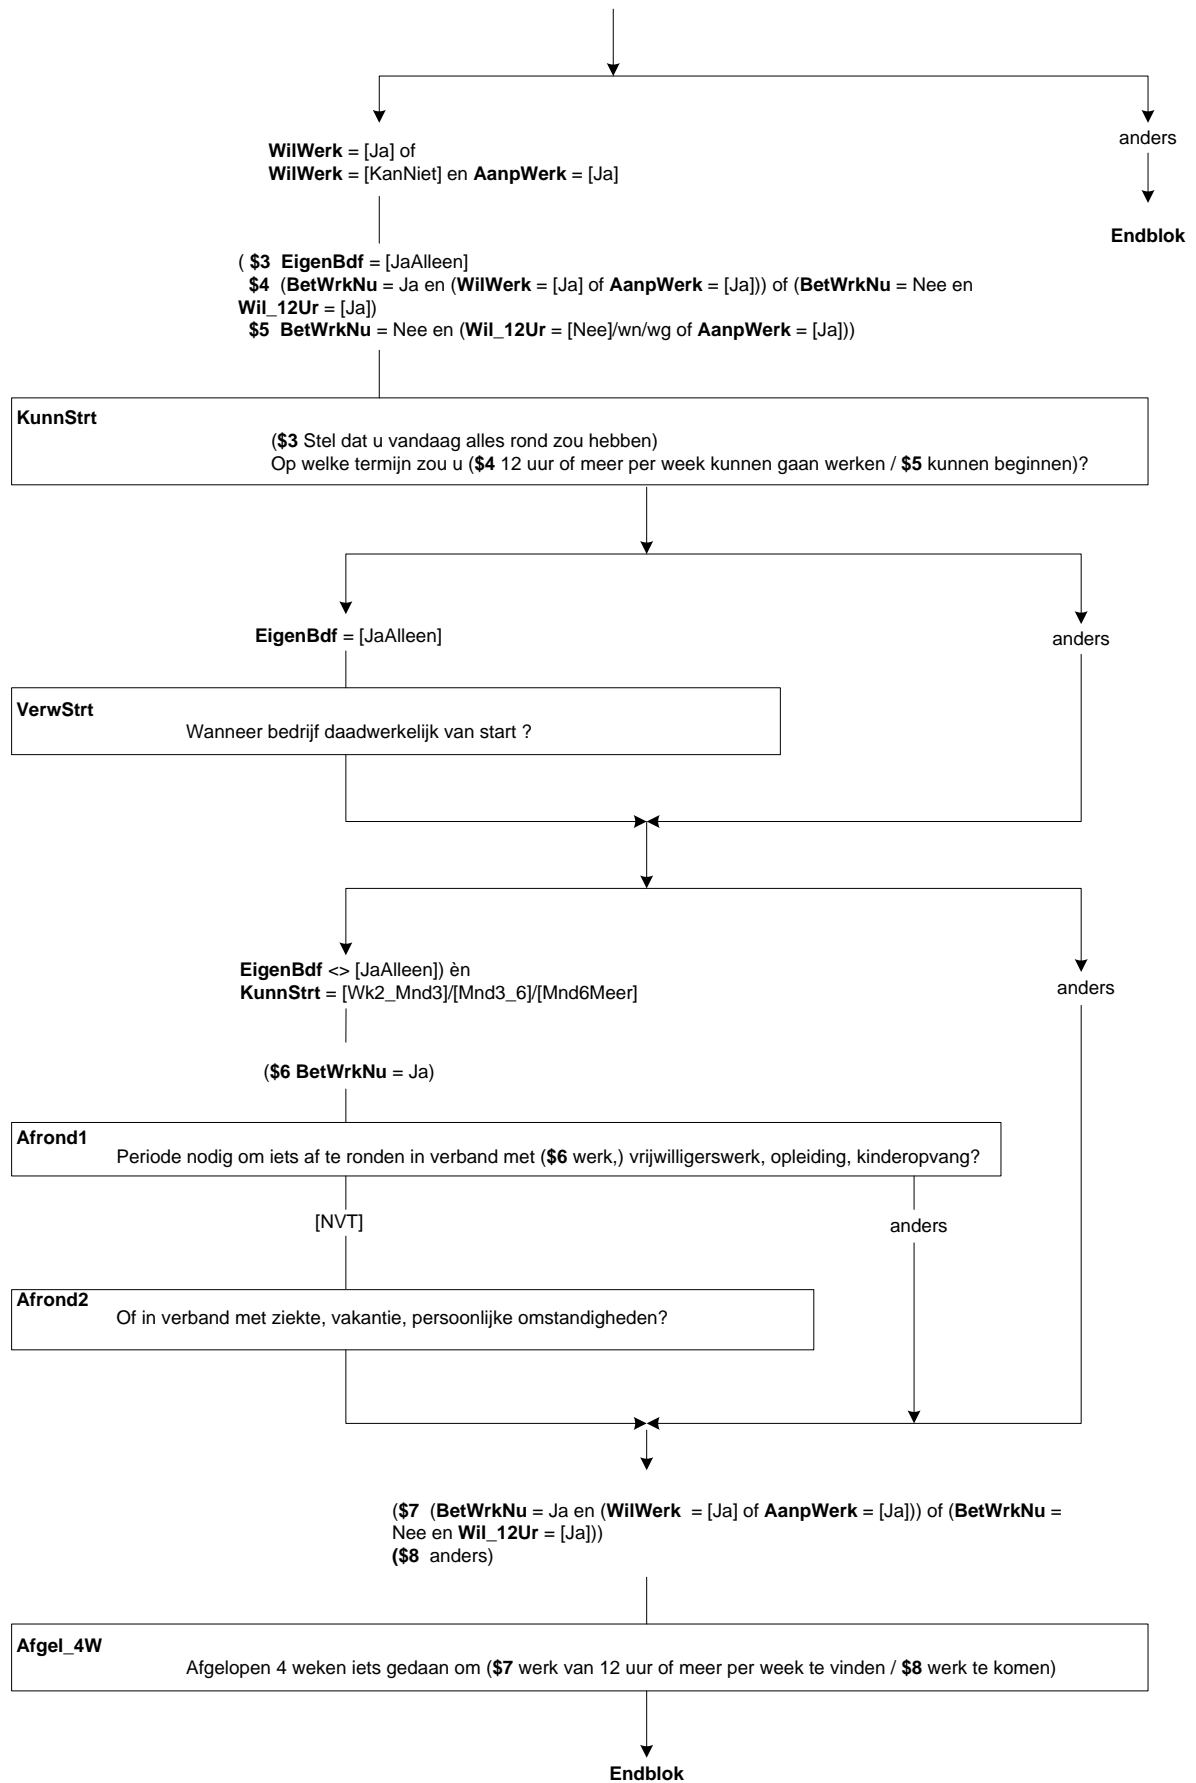 WilWerk = [Ja] of
WilWerk = [KanNiet] en AanpWerk = [Ja]
anders
Endblok
( $3 EigenBdf = [JaAlleen]
$4 (BetWrkNu = Ja en (WilWerk = [Ja] of AanpWerk = [Ja])) of (BetWrkNu = Nee en
Wil_12Ur = [Ja])
$5 BetWrkNu = Nee en (Wil_12Ur = [Nee]/wn/wg of AanpWerk = [Ja]))
KunnStrt
($3 Stel dat u vandaag alles rond zou hebben)
Op welke termijn zou u ($4 12 uur of meer per week kunnen gaan werken / $5 kunnen beginnen)?
EigenBdf = [JaAlleen]
anders
VerwStrt
Wanneer bedrijf daadwerkelijk van start ?
EigenBdf <> [JaAlleen]) èn
KunnStrt = [Wk2_Mnd3]/[Mnd3_6]/[Mnd6Meer]
anders
($6 BetWrkNu = Ja)
Afrond1
Periode nodig om iets af te ronden in verband met ($6 werk,) vrijwilligerswerk, opleiding, kinderopvang?
[NVT]
anders
Afrond2
Of in verband met ziekte, vakantie, persoonlijke omstandigheden?
($7 (BetWrkNu = Ja en (WilWerk = [Ja] of AanpWerk = [Ja])) of (BetWrkNu =
Nee en Wil_12Ur = [Ja]))
($8 anders)
Afgel_4W
Afgelopen 4 weken iets gedaan om ($7 werk van 12 uur of meer per week te vinden / $8 werk te komen)
Endblok